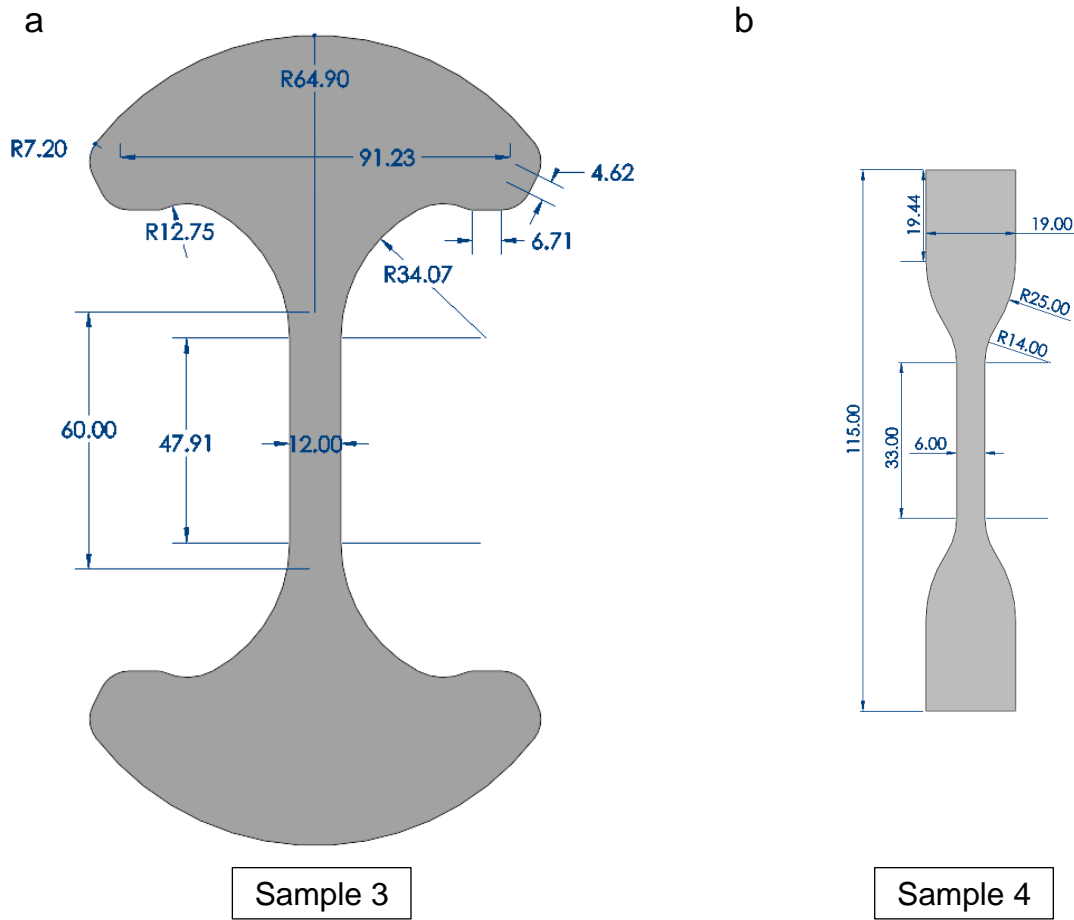 a
b
R64.90
R7.20
91.23
4.62
R12.75
6.71
R34.07
60.00
47.91
12.00
19.44
19.00
R25.00
R14.00
115.00
33.00
6.00
Sample 3
Sample 4